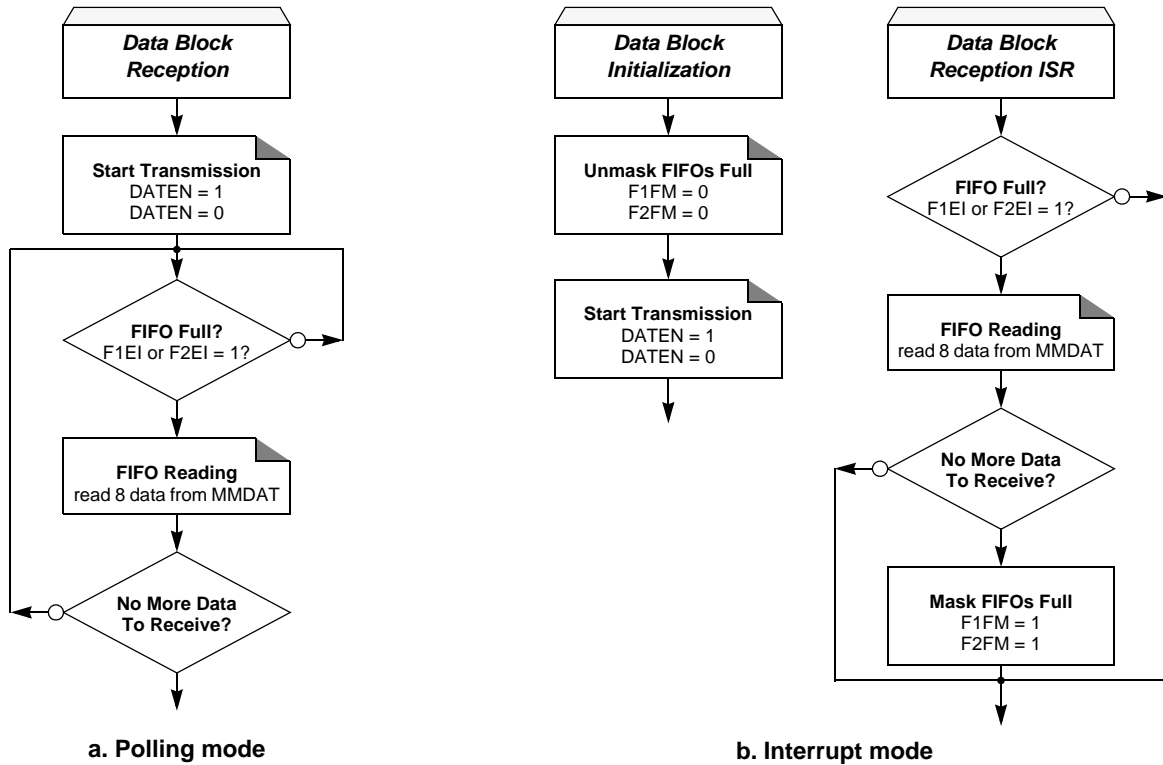 Data Block
Reception
Start Transmission
DATEN = 1
DATEN = 0
FIFO Full?
F1EI or F2EI = 1?
FIFO Reading
read 8 data from MMDAT
No More Data
To Receive?
a. Polling mode
Data Block
Initialization
Unmask FIFOs Full
F1FM = 0
F2FM = 0
Start Transmission
DATEN = 1
DATEN = 0
Data Block
Reception ISR
FIFO Full?
F1EI or F2EI = 1?
FIFO Reading
read 8 data from MMDAT
No More Data
To Receive?
Mask FIFOs Full
F1FM = 1
F2FM = 1
b. Interrupt mode